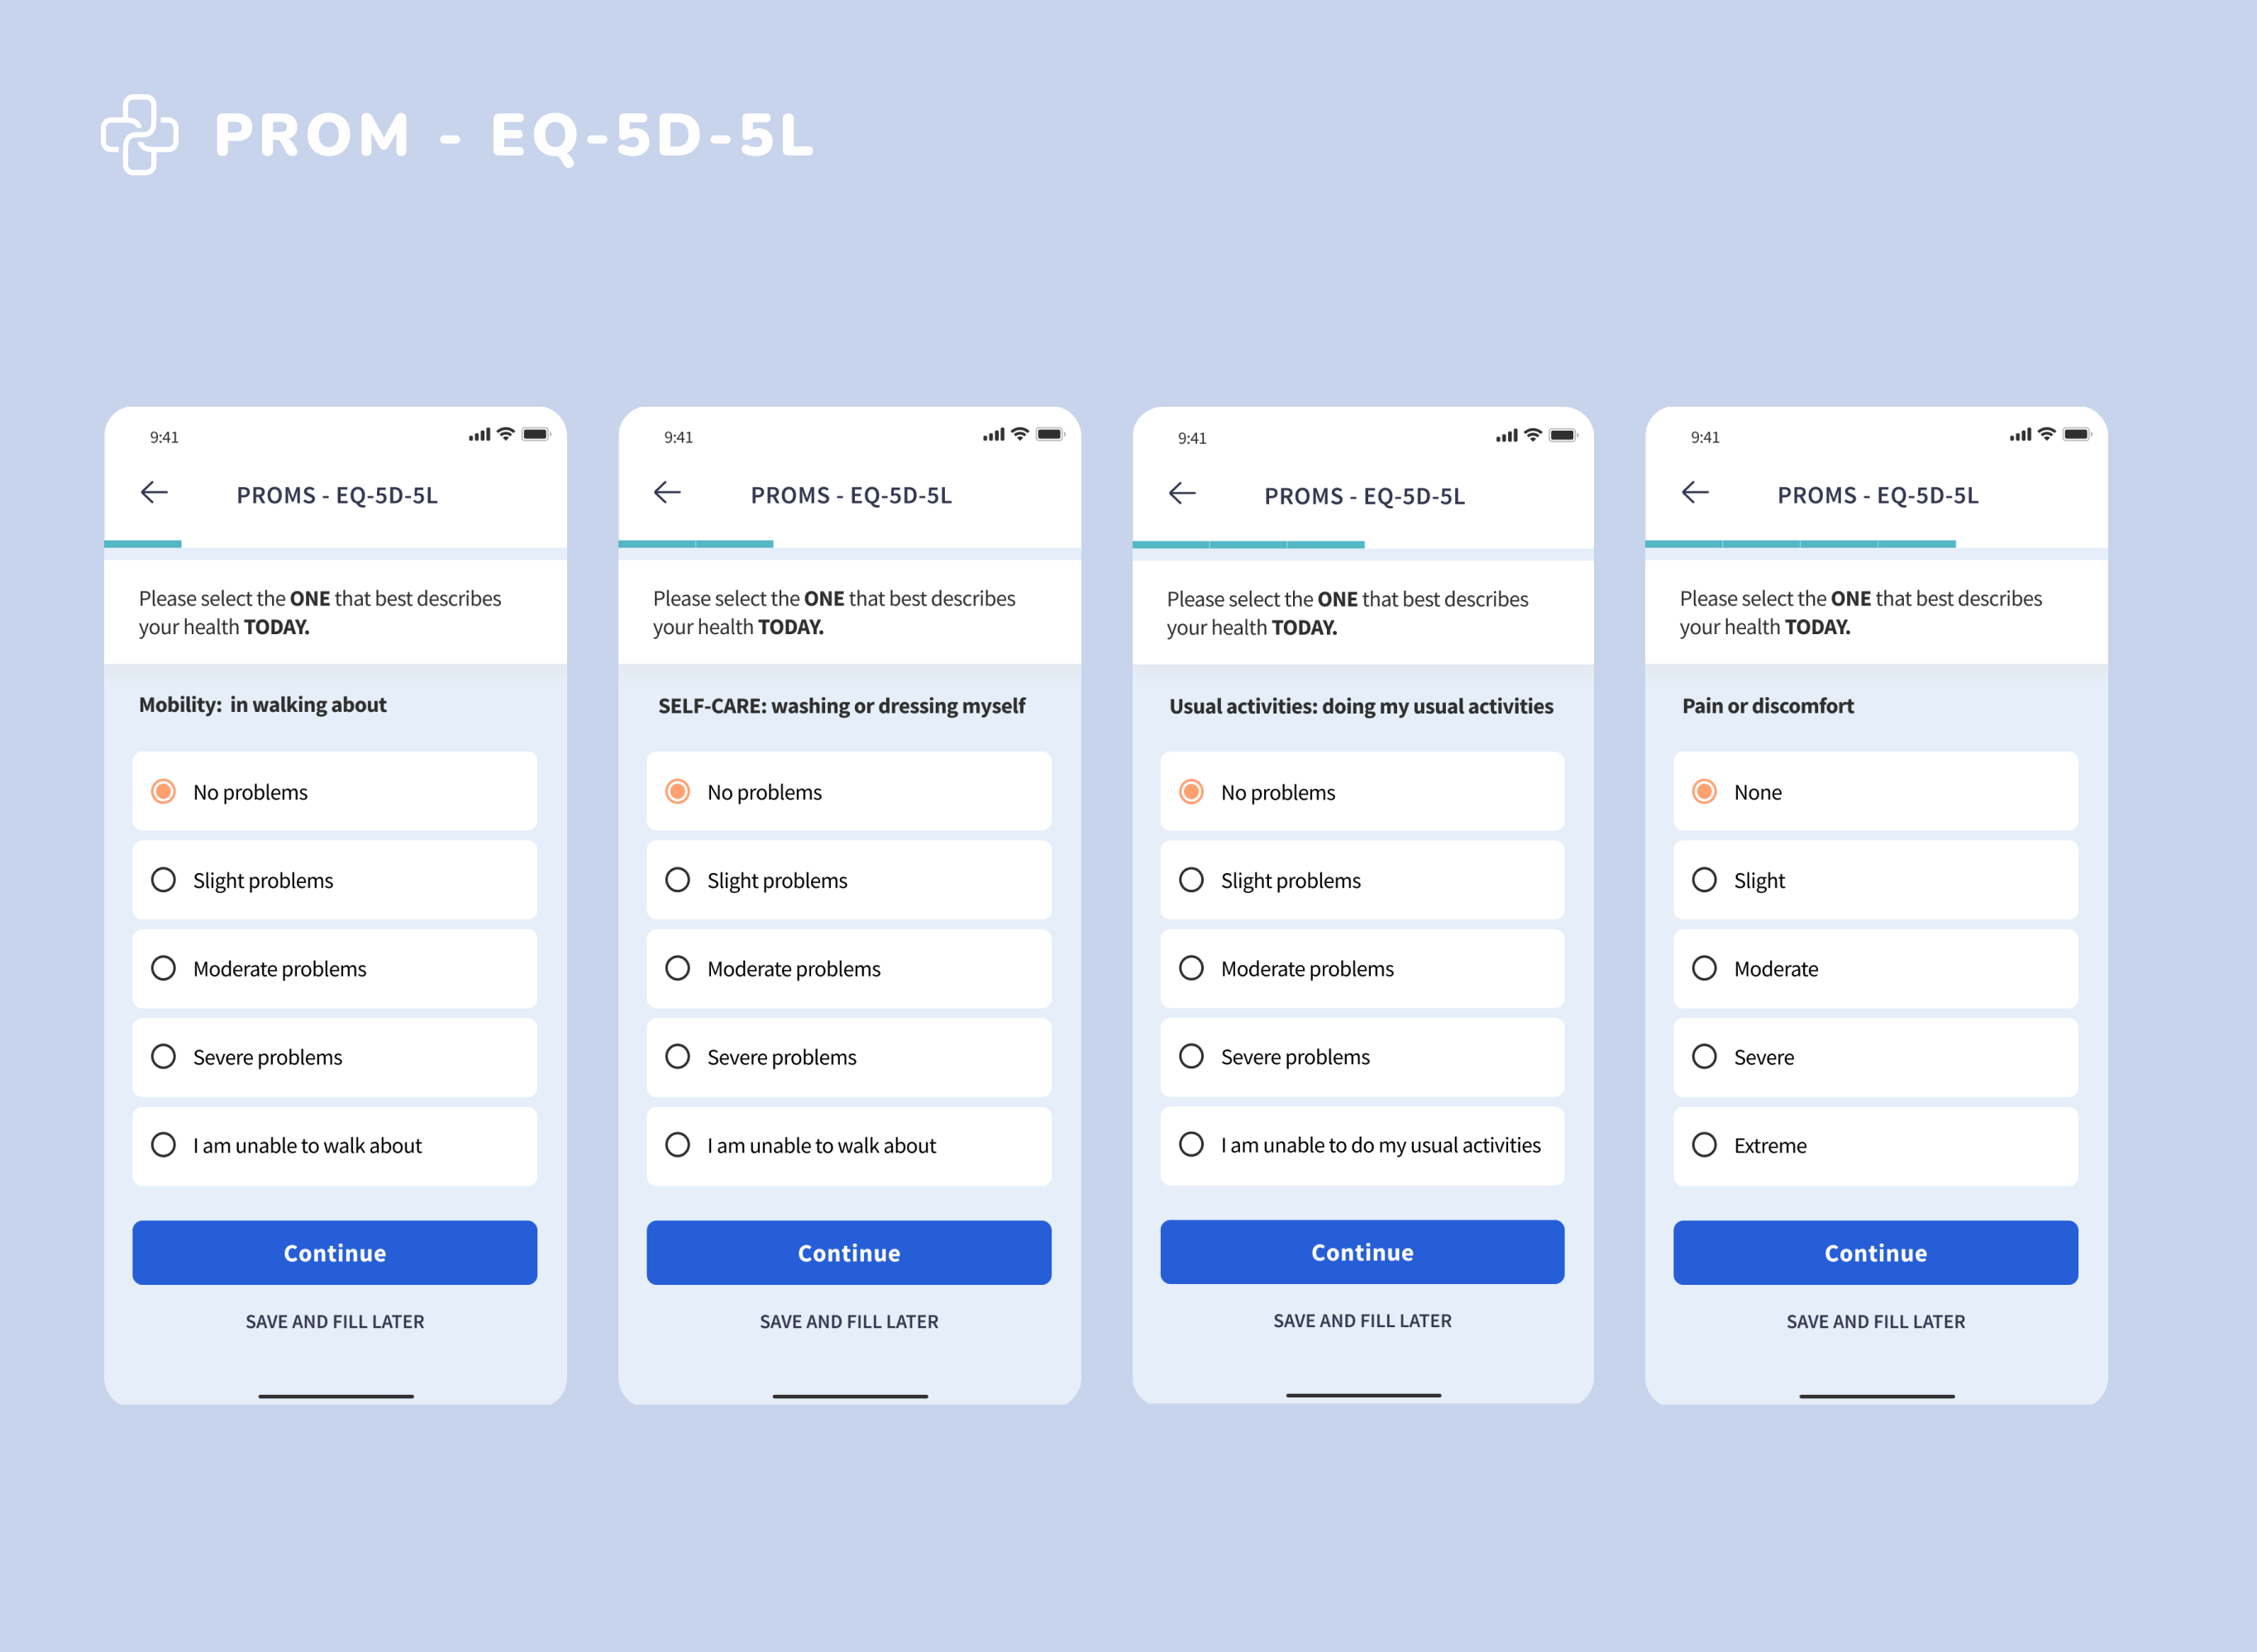 PROM - EQ-5D-5L
9:41
PROMS - EQ-5D-5L
Please select the ONE that best describes
your health TODAY.
Mobility:  in walking about
No problems
Slight problems
Moderate problems
Severe problems
I am unable to walk about
Continue
SAVE AND FILL LATER
9:41
PROMS - EQ-5D-5L
Please select the ONE that best describes
your health TODAY.
SELF-CARE: washing or dressing myself
No problems
Slight problems
Moderate problems
Severe problems
I am unable to walk about
Continue
SAVE AND FILL LATER
9:41
PROMS - EQ-5D-5L
Please select the ONE that best describes
your health TODAY.
Usual activities: doing my usual activities
No problems
Slight problems
Moderate problems
Severe problems
I am unable to do my usual activities
Continue
SAVE AND FILL LATER
9:41
PROMS - EQ-5D-5L
Please select the ONE that best describes
your health TODAY.
Pain or discomfort
None
Slight
Moderate
Severe
Extreme
Continue
SAVE AND FILL LATER